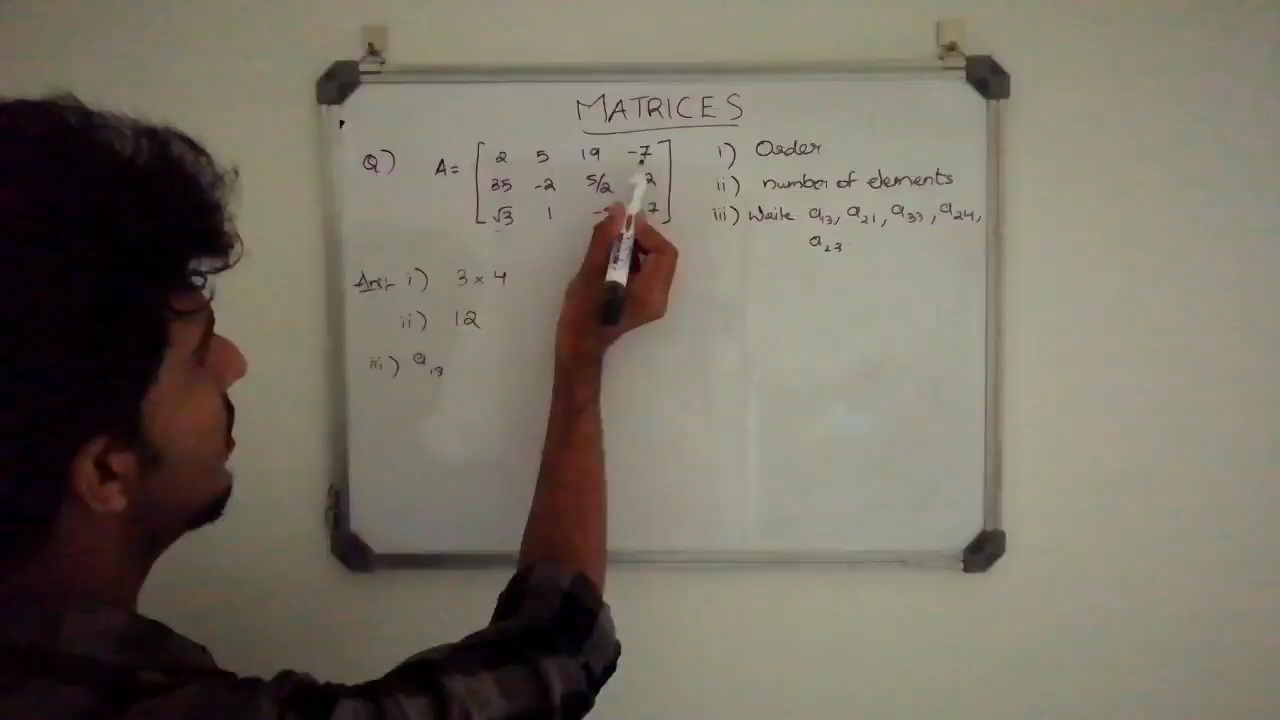 MATRICES
Q) A= [ 2 5 19 -7 ] i) Order
35 -2 5/2 2 ii) number of elements
√3 1 7 iii) Write a13, a21, a33, a24,
a23
Ans:- i) 3 × 4
ii) 12
iii) a13